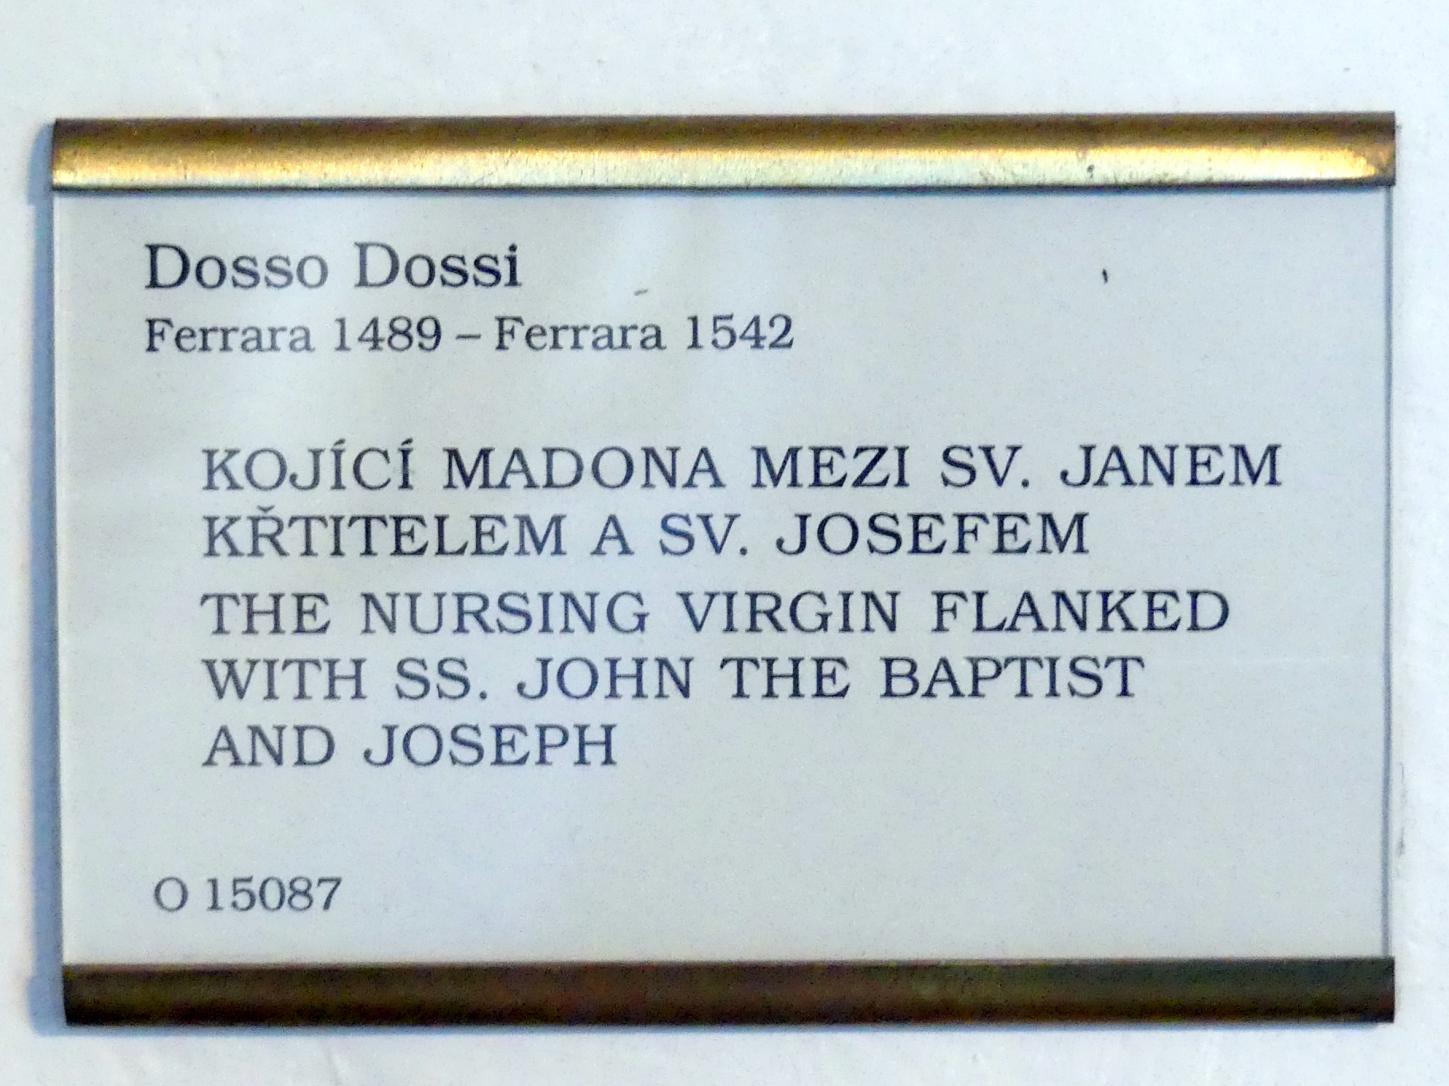 Dosso Dossi
Ferrara 1489 – Ferrara 1542
KOJÍCÍ MADONA MEZI SV. JANEM
KŘTITELEM A SV. JOSEFEM
THE NURSING VIRGIN FLANKED
WITH SS. JOHN THE BAPTIST
AND JOSEPH
O 15087